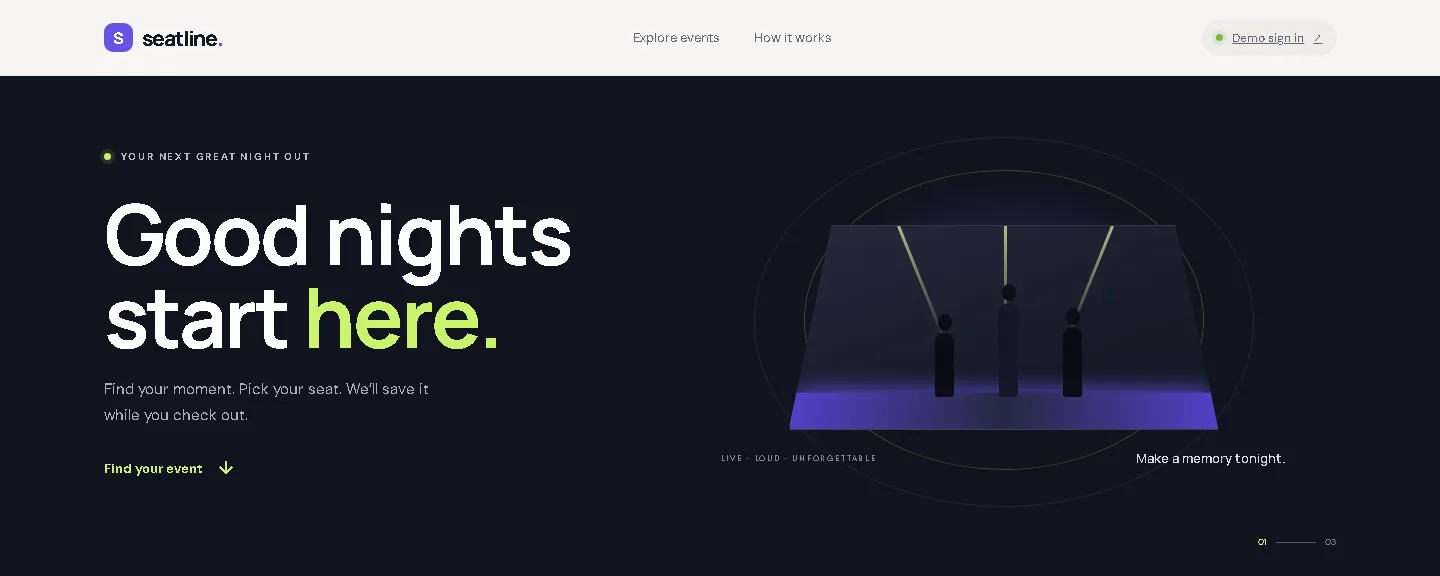 S seatline.
Explore events
How it works
Demo sign in ↗
YOUR NEXT GREAT NIGHT OUT
Good nights
start here.
Find your moment. Pick your seat. We'll save it
while you check out.
Find your event ↓
LIVE · LOUD · UNFORGETTABLE
Make a memory tonight.
01 03